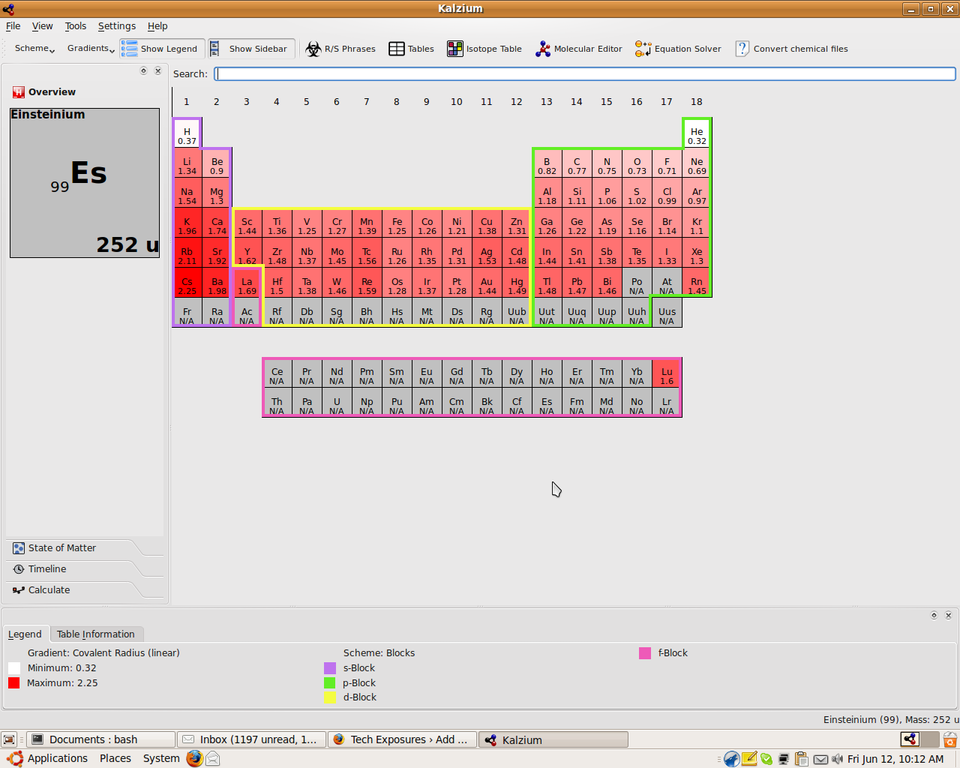 Kalzium
File View Tools Settings Help
Scheme Gradients Show Legend Show Sidebar R/S Phrases Tables Isotope Table Molecular Editor Equation Solver Convert chemical files
Search:
Overview
Einsteinium
99 Es
252 u
1 2 3 4 5 6 7 8 9 10 11 12 13 14 15 16 17 18
H He
0.37 0.32
Li Be B C N O F Ne
1.34 0.9 0.82 0.77 0.75 0.73 0.71 0.69
Na Mg Al Si P S Cl Ar
1.54 1.3 1.18 1.11 1.06 1.02 0.99 0.97
K Ca Sc Ti V Cr Mn Fe Co Ni Cu Zn Ga Ge As Se Br Kr
1.96 1.74 1.44 1.36 1.25 1.27 1.39 1.25 1.26 1.21 1.38 1.31 1.26 1.22 1.19 1.16 1.14 1.1
Rb Sr Y Zr Nb Mo Tc Ru Rh Pd Ag Cd In Sn Sb Te I Xe
2.11 1.92 1.62 1.48 1.37 1.45 1.56 1.26 1.35 1.31 1.53 1.48 1.44 1.41 1.38 1.35 1.33 1.3
Cs Ba La Hf Ta W Re Os Ir Pt Au Hg Tl Pb Bi Po At Rn
2.25 1.98 1.69 1.5 1.38 1.46 1.59 1.28 1.37 1.28 1.44 1.49 1.48 1.47 1.46 N/A N/A 1.45
Fr Ra Ac Rf Db Sg Bh Hs Mt Ds Rg Uub Uut Uuq Uup Uuh Uus
N/A N/A N/A N/A N/A N/A N/A N/A N/A N/A N/A N/A N/A N/A N/A N/A N/A
Ce Pr Nd Pm Sm Eu Gd Tb Dy Ho Er Tm Yb Lu
N/A N/A N/A N/A N/A N/A N/A N/A N/A N/A N/A N/A N/A 1.6
Th Pa U Np Pu Am Cm Bk Cf Es Fm Md No Lr
N/A N/A N/A N/A N/A N/A N/A N/A N/A N/A N/A N/A N/A N/A
State of Matter
Timeline
Calculate
Legend Table Information
Gradient: Covalent Radius (linear) Scheme: Blocks f-Block
Minimum: 0.32 s-Block
Maximum: 2.25 p-Block
d-Block
Einsteinium (99), Mass: 252 u
Documents : bash Inbox (1197 unread, 1... Tech Exposures › Add ... Kalzium
Applications Places System Fri Jun 12, 10:12 AM